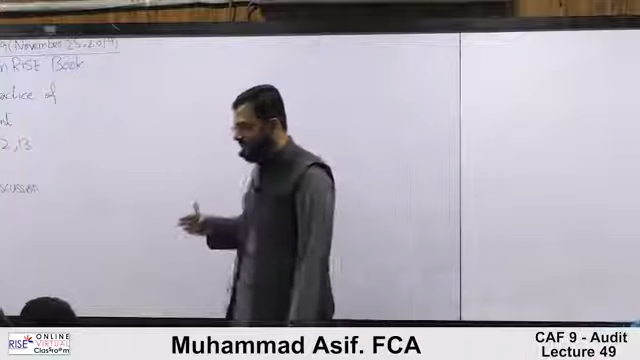 9 (November 25-2019)
n RISE Book
actice of
nt
2, 13
scussion
RISE
ONLINE
VIRTUAL
Classroom
Muhammad Asif. FCA
CAF 9 - Audit
Lecture 49